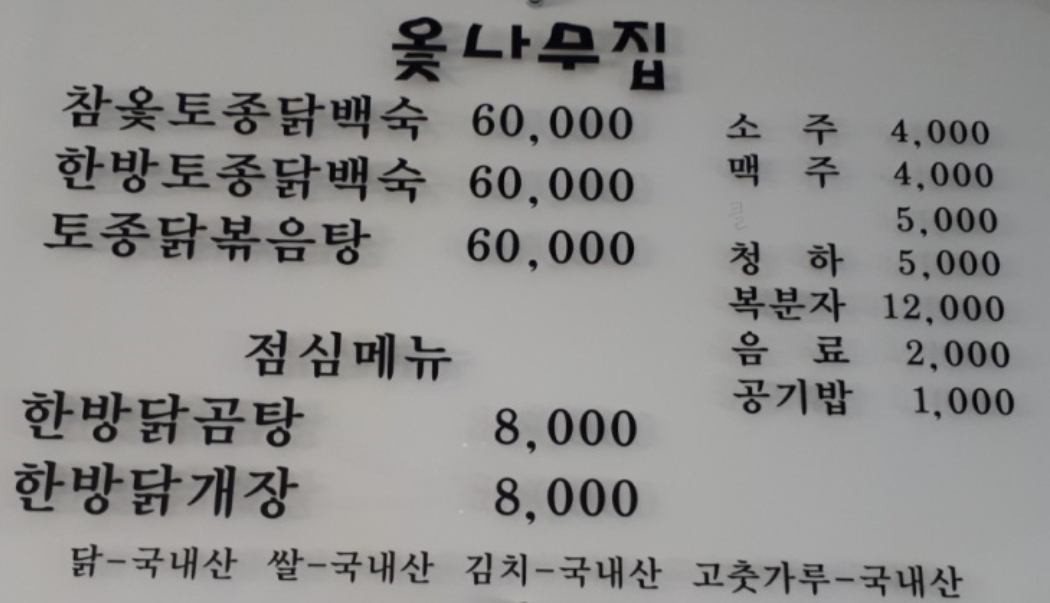 옻나무집
참옻토종닭백숙 60,000
한방토종닭백숙 60,000
토종닭볶음탕 60,000
점심메뉴
한방닭곰탕 8,000
한방닭개장 8,000
소주 4,000
맥주 4,000
5,000
청하 5,000
복분자 12,000
음료 2,000
공기밥 1,000
닭-국내산 쌀-국내산 김치-국내산 고춧가루-국내산